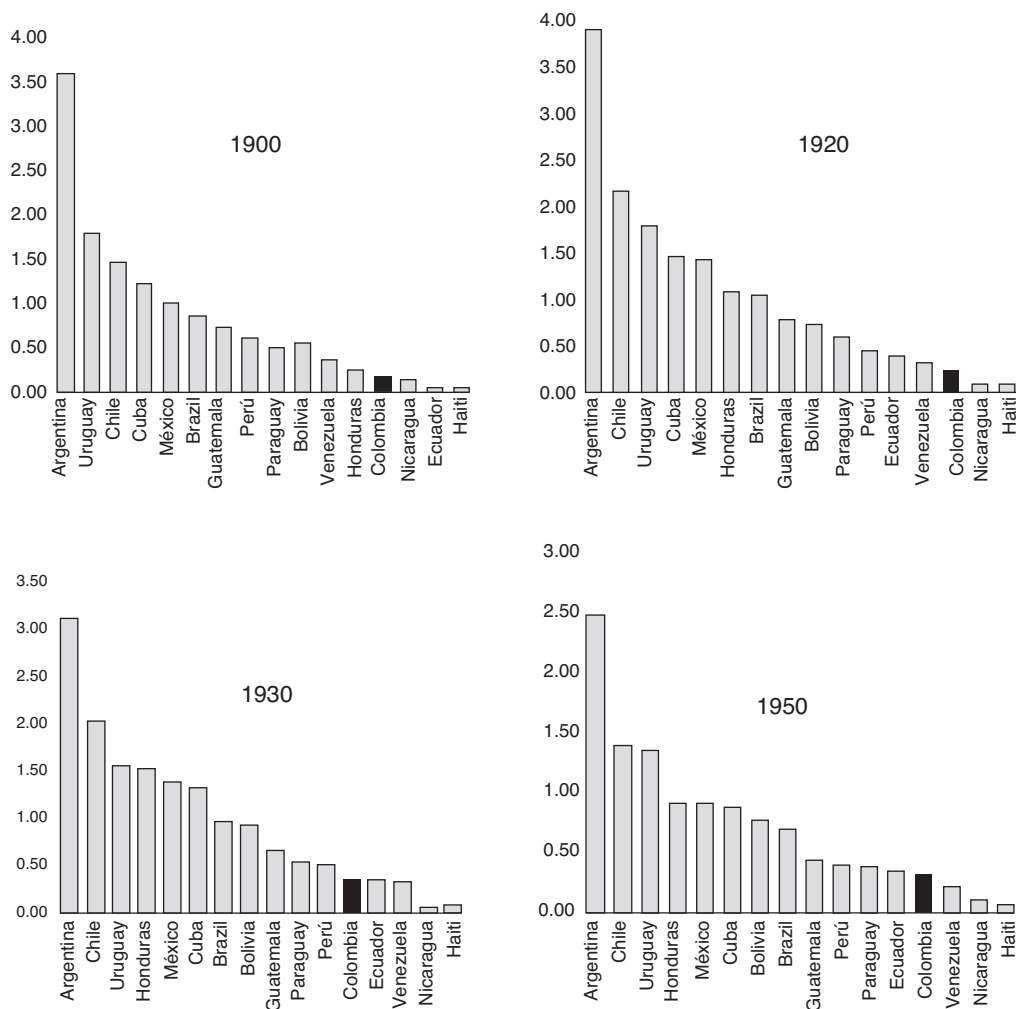 4.00
3.50
3.00
2.50
2.00
1.50
1.00
0.50
0.00
1900
Argentina
Uruguay
Chile
Cuba
México
Brazil
Guatemala
Perú
Paraguay
Bolivia
Venezuela
Honduras
Colombia
Nicaragua
Ecuador
Haiti
4.00
3.50
3.00
2.50
2.00
1.50
1.00
0.50
0.00
1920
Argentina
Chile
Uruguay
Cuba
México
Honduras
Brazil
Guatemala
Bolivia
Paraguay
Perú
Ecuador
Venezuela
Colombia
Nicaragua
Haiti
3.50
3.00
2.50
2.00
1.50
1.00
0.50
0.00
1930
Argentina
Chile
Uruguay
Honduras
México
Cuba
Brazil
Bolivia
Guatemala
Paraguay
Perú
Colombia
Ecuador
Venezuela
Nicaragua
Haiti
3.00
2.50
2.00
1.50
1.00
0.50
0.00
1950
Argentina
Chile
Uruguay
Honduras
México
Cuba
Bolivia
Brazil
Guatemala
Perú
Paraguay
Ecuador
Colombia
Venezuela
Nicaragua
Haiti